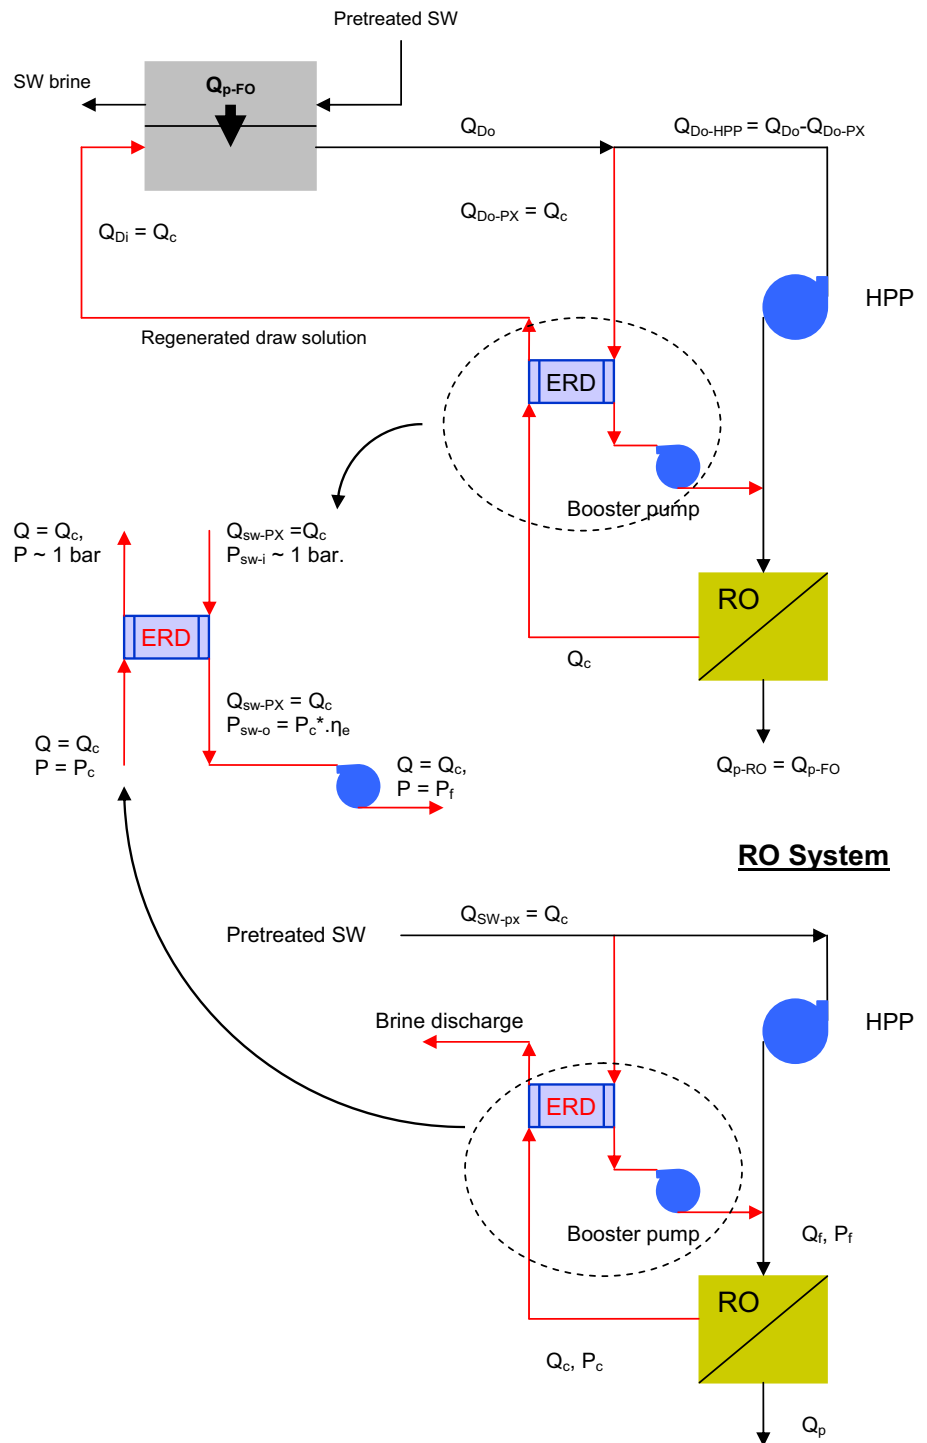 Pretreated SW
SW brine
Qp-FO
QDo
QDo-HPP = QDo-QDo-PX
QDo-PX = Qc
QDi = Qc
HPP
Regenerated draw solution
ERD
Booster pump
Q = Qc,
P ~ 1 bar
Qsw-PX =Qc
Psw-i ~ 1 bar.
RO
ERD
Qc
Qsw-PX = Qc
Psw-o = Pc*.ηe
Q = Qc
P = Pc
Q = Qc,
P = Pf
Qp-RO = Qp-FO
RO System
QSW-px = Qc
Pretreated SW
Brine discharge
HPP
ERD
Booster pump
Qf, Pf
RO
Qc, Pc
Qp